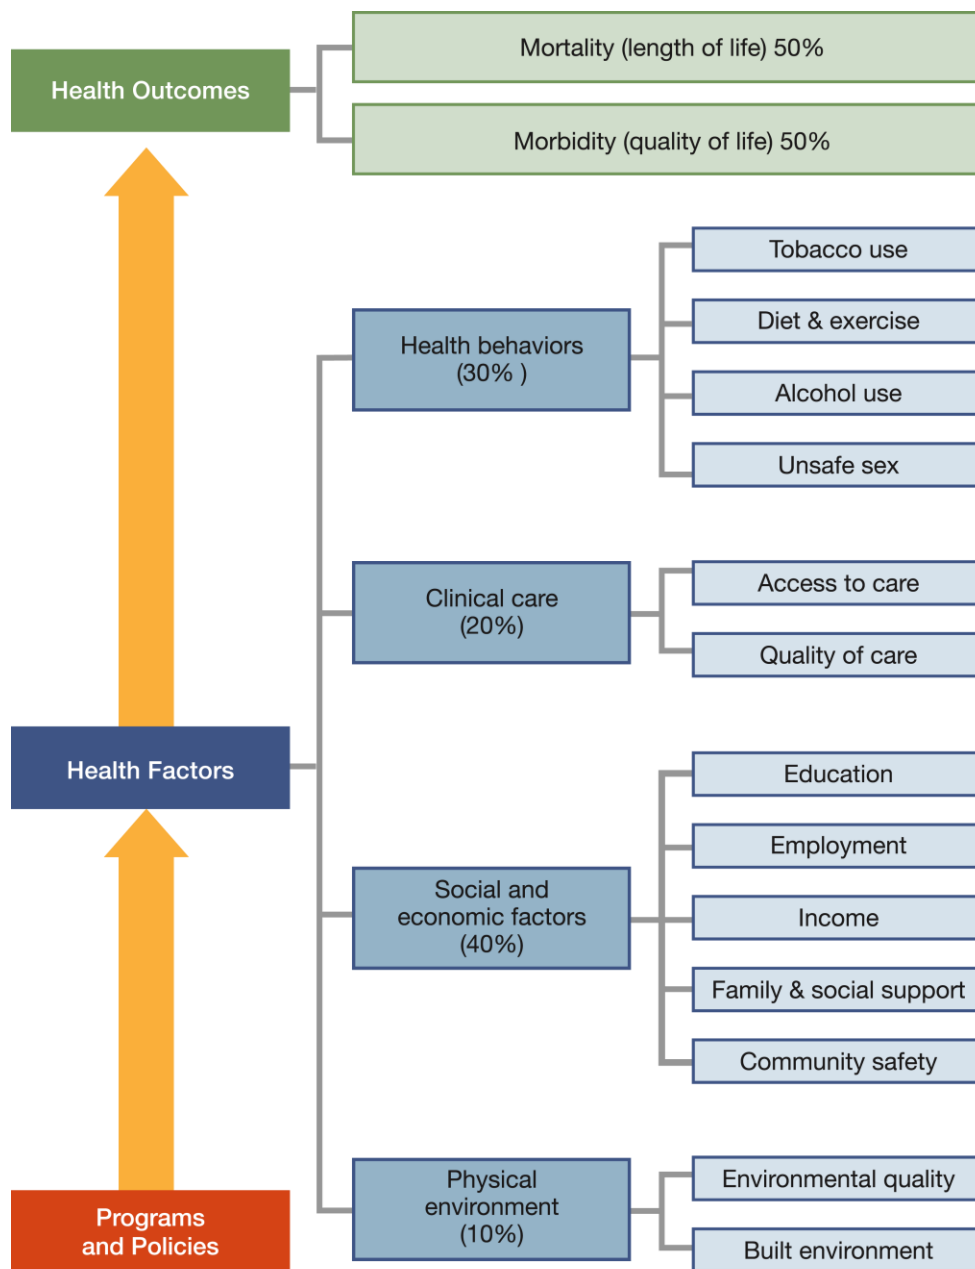 Health Outcomes
Mortality (length of life) 50%
Morbidity (quality of life) 50%
Health Factors
Health behaviors
(30% )
Tobacco use
Diet & exercise
Alcohol use
Unsafe sex
Clinical care
(20%)
Access to care
Quality of care
Social and
economic factors
(40%)
Education
Employment
Income
Family & social support
Community safety
Physical
environment
(10%)
Environmental quality
Built environment
Programs
and Policies